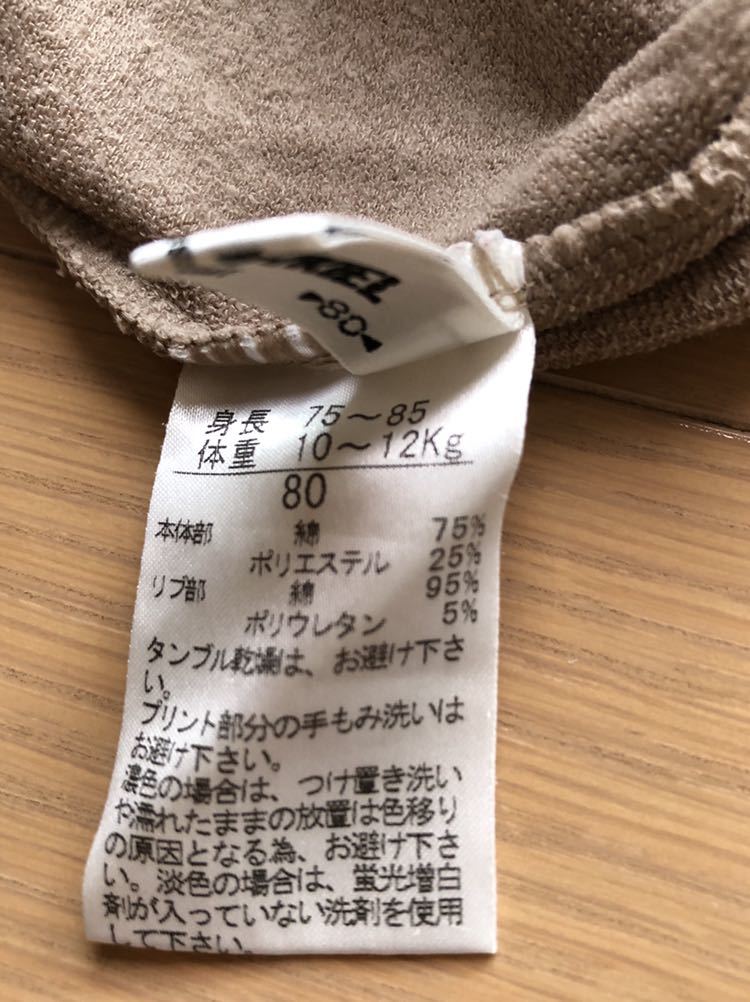 ▶80◀
身長 75〜85
体重 10〜12Kg
80
本体部 綿 75%
ポリエステル 25%
リブ部 綿 95%
ポリウレタン 5%
タンブル乾燥は、お避け下さ
い。
プリント部分の手もみ洗いは
お避け下さい。
濃色の場合は、つけ置き洗い
や濡れたままの放置は色移り
の原因となる為、お避け下さ
い。淡色の場合は、蛍光増白
剤が入っていない洗剤を使用
して下さい。